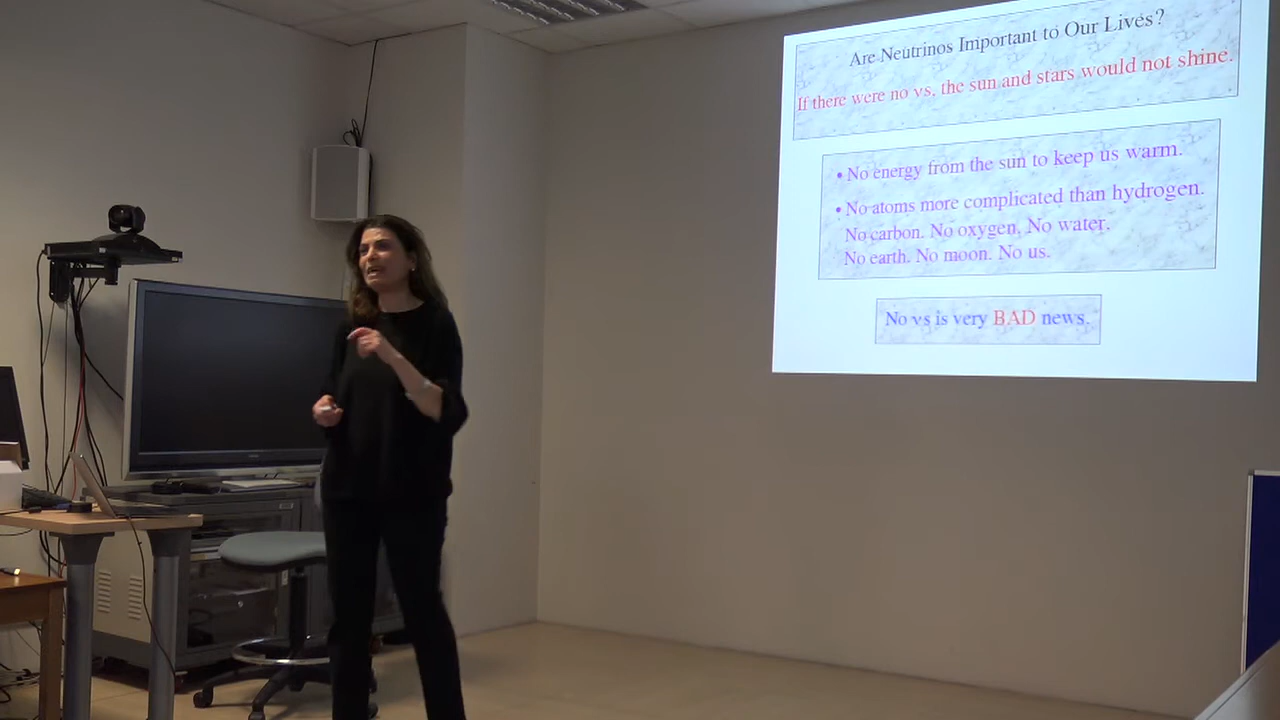 Are Neutrinos Important to Our Lives?
If there were no νs, the sun and stars would not shine.
• No energy from the sun to keep us warm.
• No atoms more complicated than hydrogen.
No carbon. No oxygen. No water.
No earth. No moon. No us.
No νs is very BAD news.